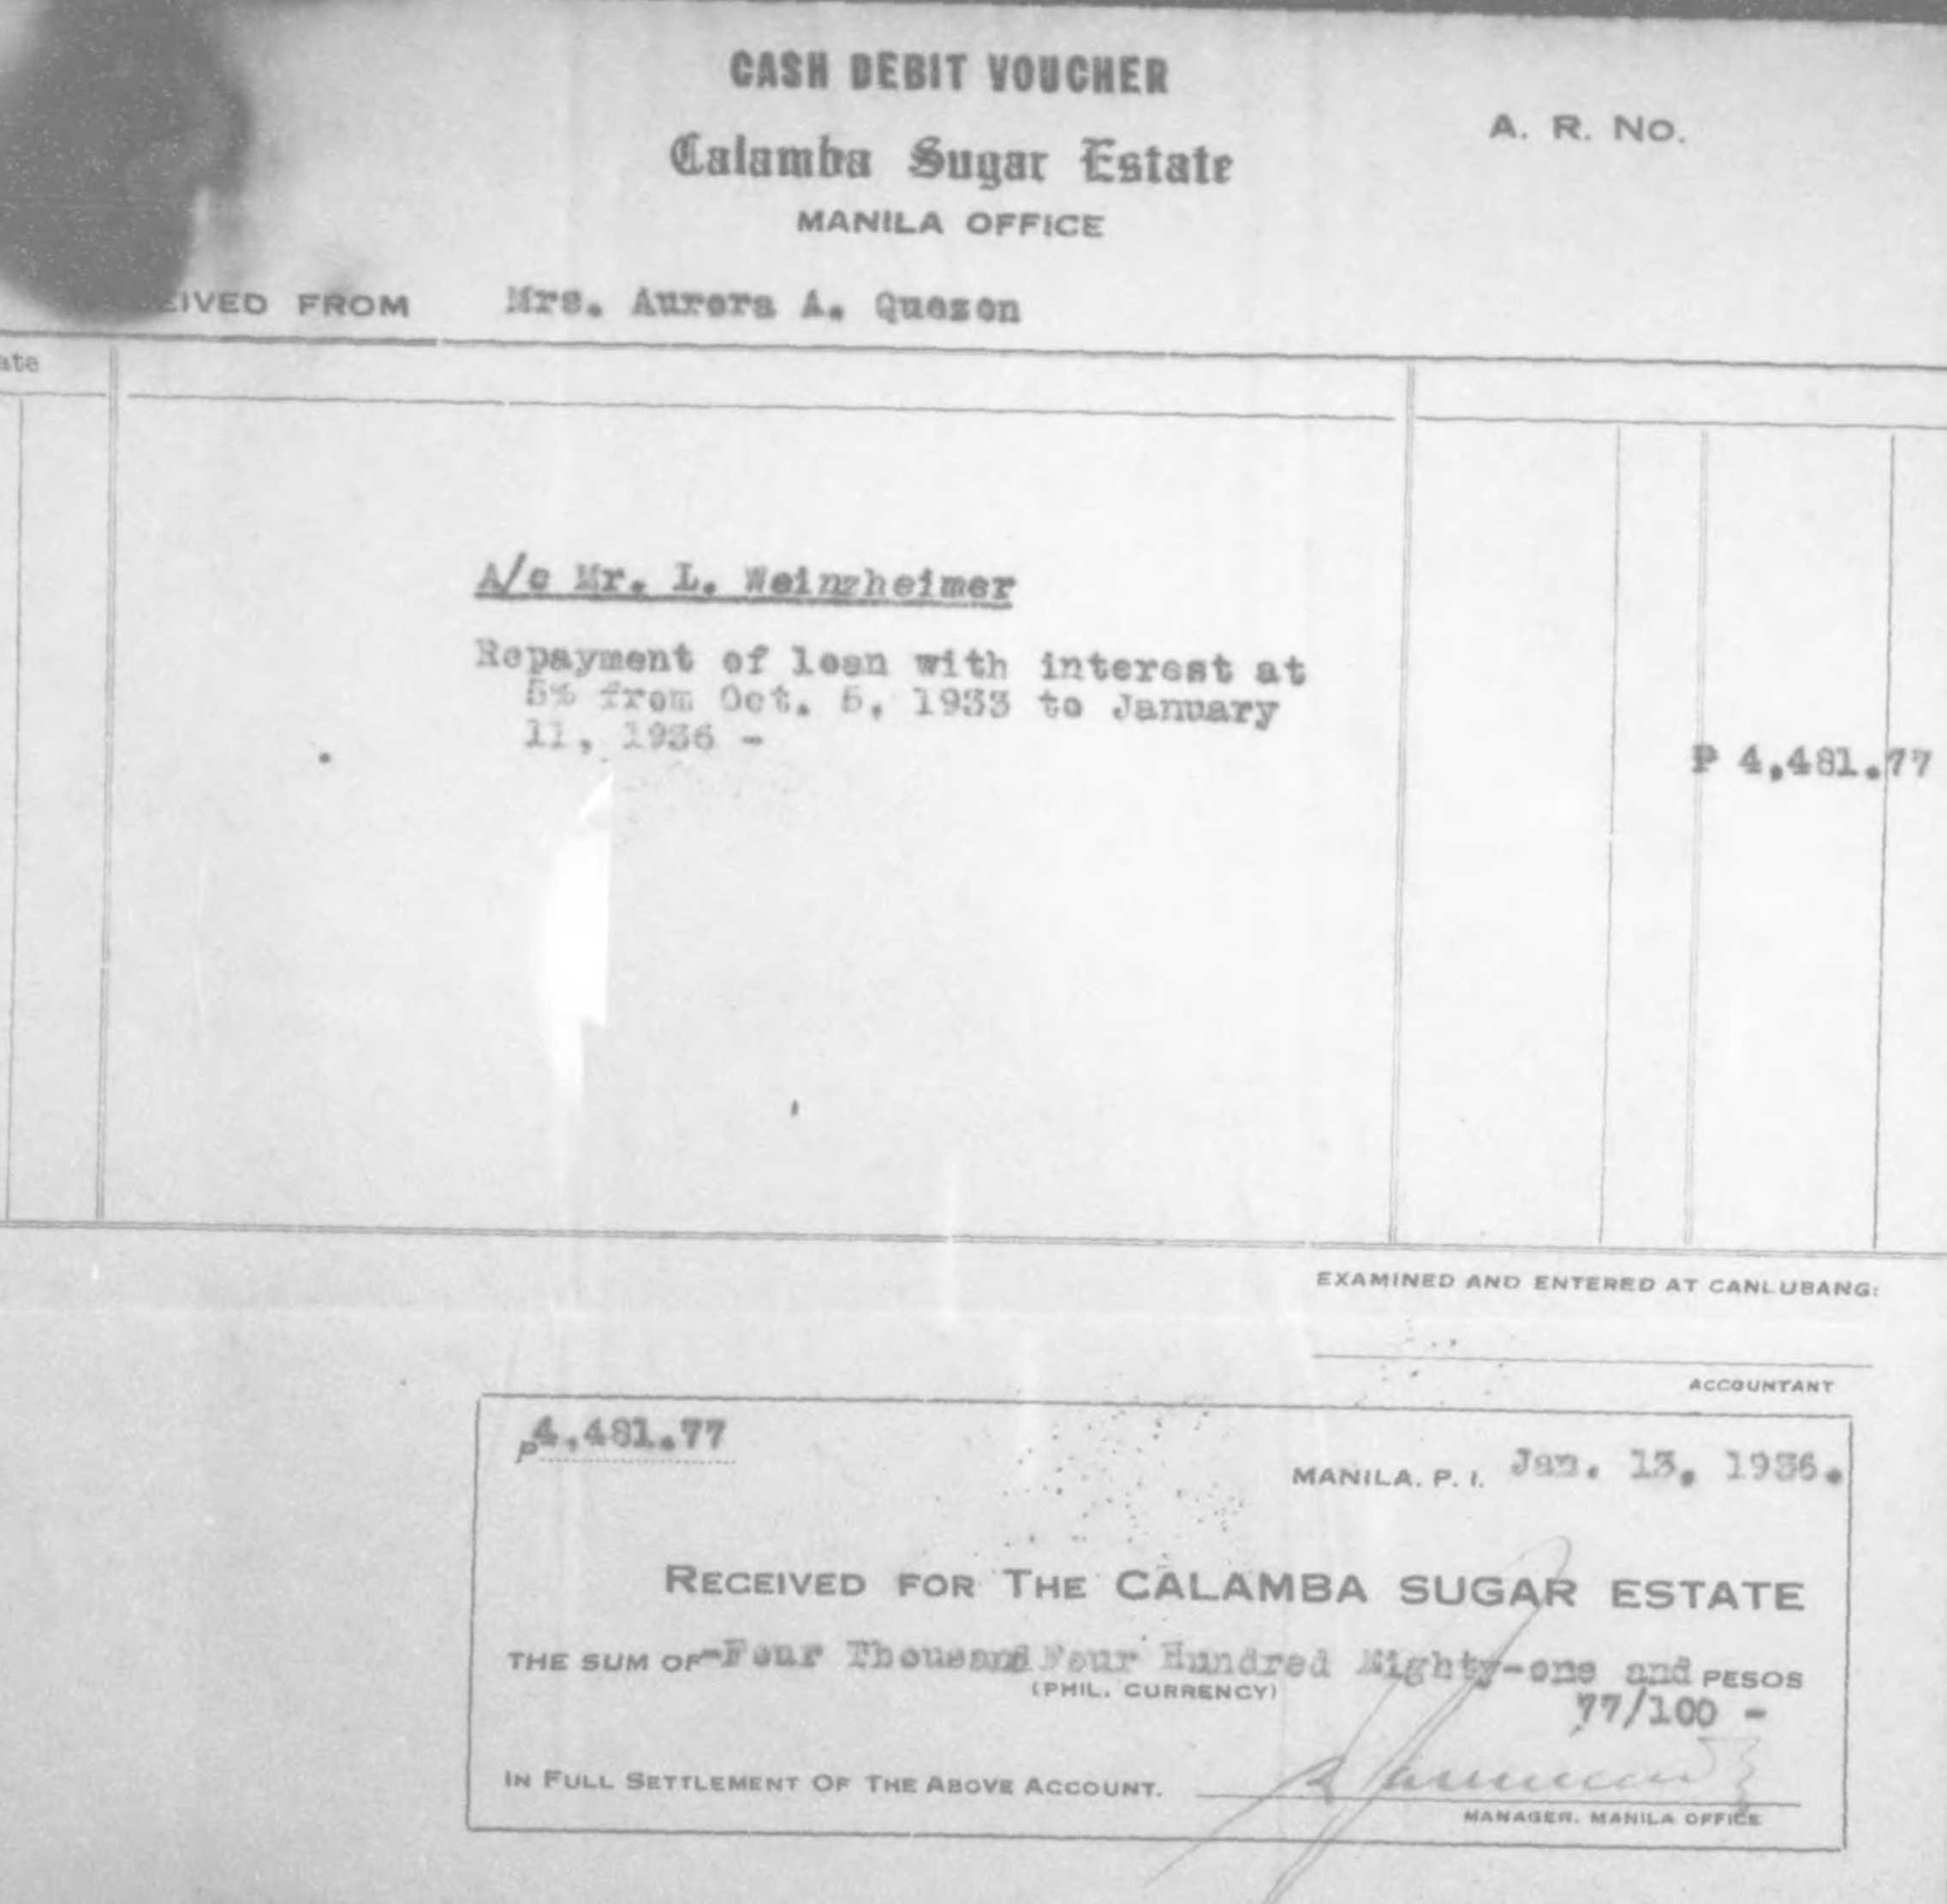 CASH DEBIT VOUCHER
A. R. No.
Calamba Sugar Estate
MANILA OFFICE
EIVED FROM Mrs. Aurora A. Quezon
ate
A/c Mr. L. Weinzheimer
Repayment of loan with interest at
5% from Oct. 5, 1933 to January
11, 1936 -
₱ 4,481.77
EXAMINED AND ENTERED AT CANLUBANG:
ACCOUNTANT
P4,481.77
MANILA. P. I. Jan. 13, 1936.
RECEIVED FOR THE CALAMBA SUGAR ESTATE
THE SUM OF -Four Thousand Four Hundred Eighty-one and PESOS
(PHIL. CURRENCY)
77/100 -
IN FULL SETTLEMENT OF THE ABOVE ACCOUNT.
MANAGER. MANILA OFFICE